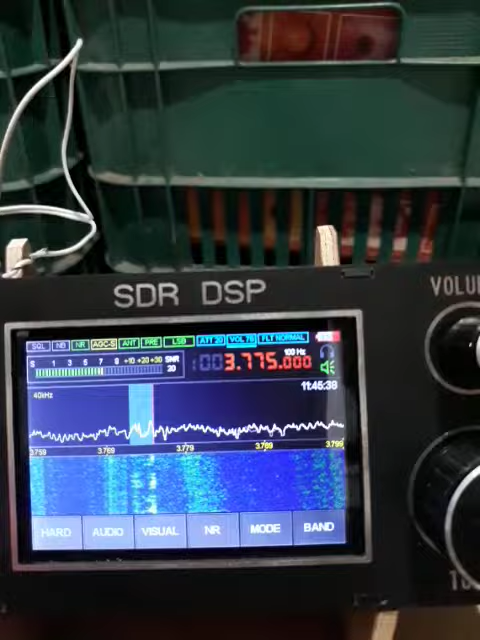 SDR DSP
VOLU
SQL NB NR AGC-S ANT PRE LSB ATT 20 VOL 79 FLT NORMAL
S 1 3 5 7 9 +10 +20 +30 SNR 20
100 Hz
3.775.000
40kHz
11:45:38
3.759 3.769 3.779 3.789 3.799
HARD AUDIO VISUAL NR MODE BAND